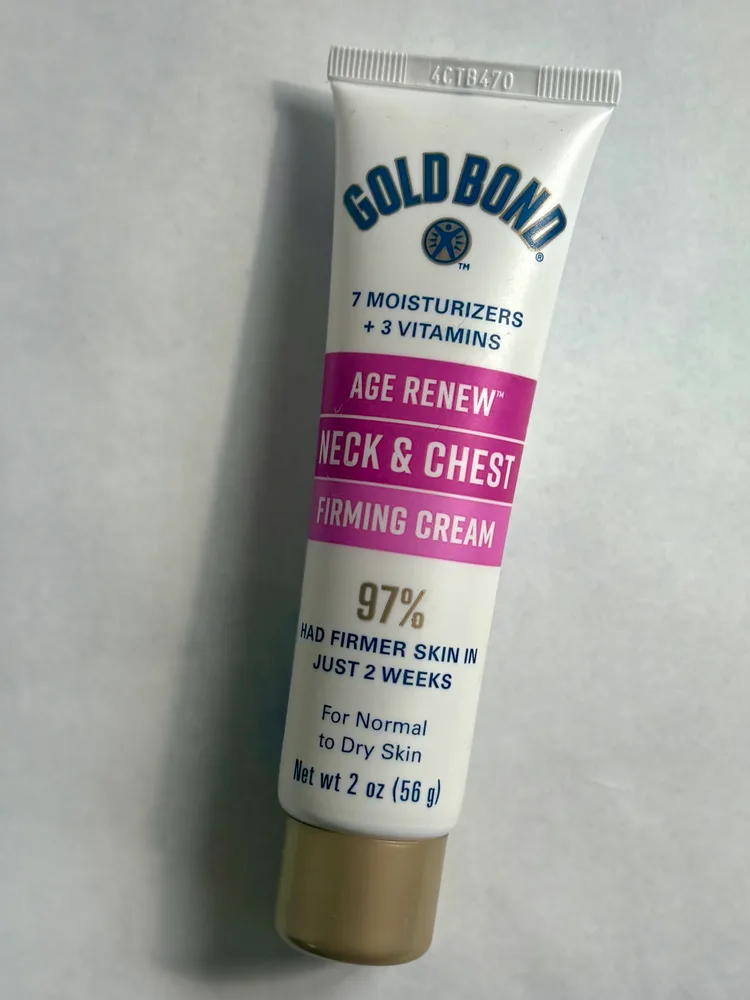 4CTB470
GOLD BOND®
TM
7 MOISTURIZERS
+ 3 VITAMINS
AGE RENEW™
NECK & CHEST
FIRMING CREAM
97%
HAD FIRMER SKIN IN
JUST 2 WEEKS
For Normal
to Dry Skin
Net wt 2 oz (56 g)